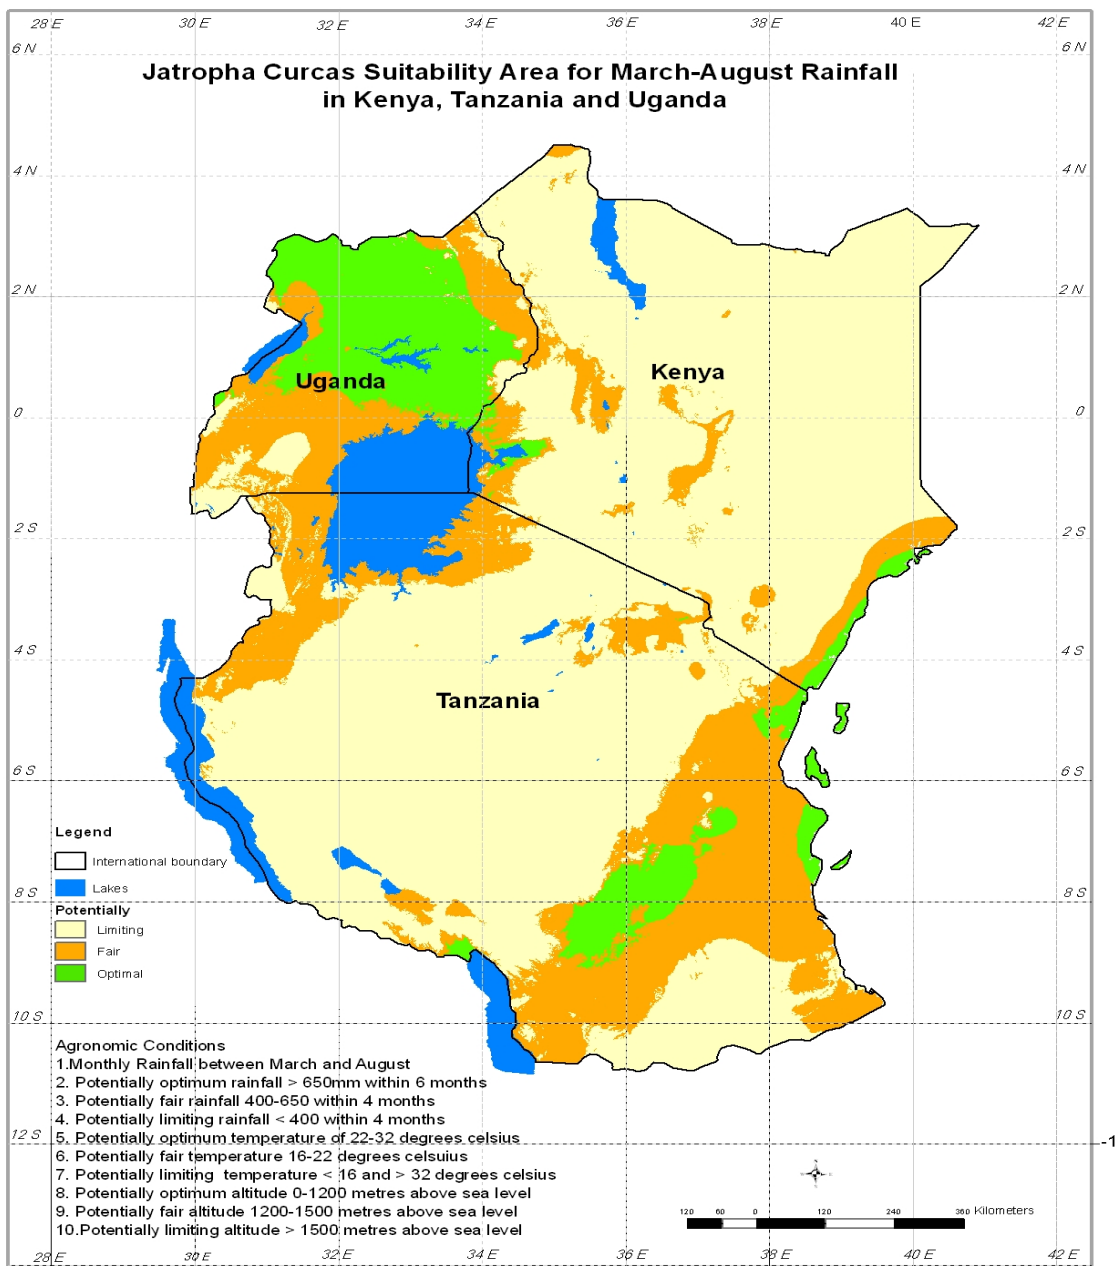 28 E 30 E 32 E 34 E 36 E 38 E 40 E 42 E
6 N 6 N
Jatropha Curcas Suitability Area for March-August Rainfall
in Kenya, Tanzania and Uganda
4 N 4 N
2 N 2 N
Kenya
Uganda
0 0
2 S 2 S
4 S 4 S
Tanzania
6 S 6 S
Legend
International boundary
Lakes
8 S 8 S
Potentially
Limiting
Fair
Optimal
10 S 10 S
Agronomic Conditions
1.Monthly Rainfall between March and August
2. Potentially optimum rainfall > 650mm within 6 months
3. Potentially fair rainfall 400-650 within 4 months
4. Potentially limiting rainfall < 400 within 4 months
5. Potentially optimum temperature of 22-32 degrees celsius
6. Potentially fair temperature 16-22 degrees celsuius
7. Potentially limiting temperature < 16 and > 32 degrees celsius
8. Potentially optimum altitude 0-1200 metres above sea level
9. Potentially fair altitude 1200-1500 metres above sea level
10.Potentially limiting altitude > 1500 metres above sea level
12 S -1
120 60 0 120 240 360 Kilometers
28 E 30 E 32 E 34 E 36 E 38 E 40 E 42 E